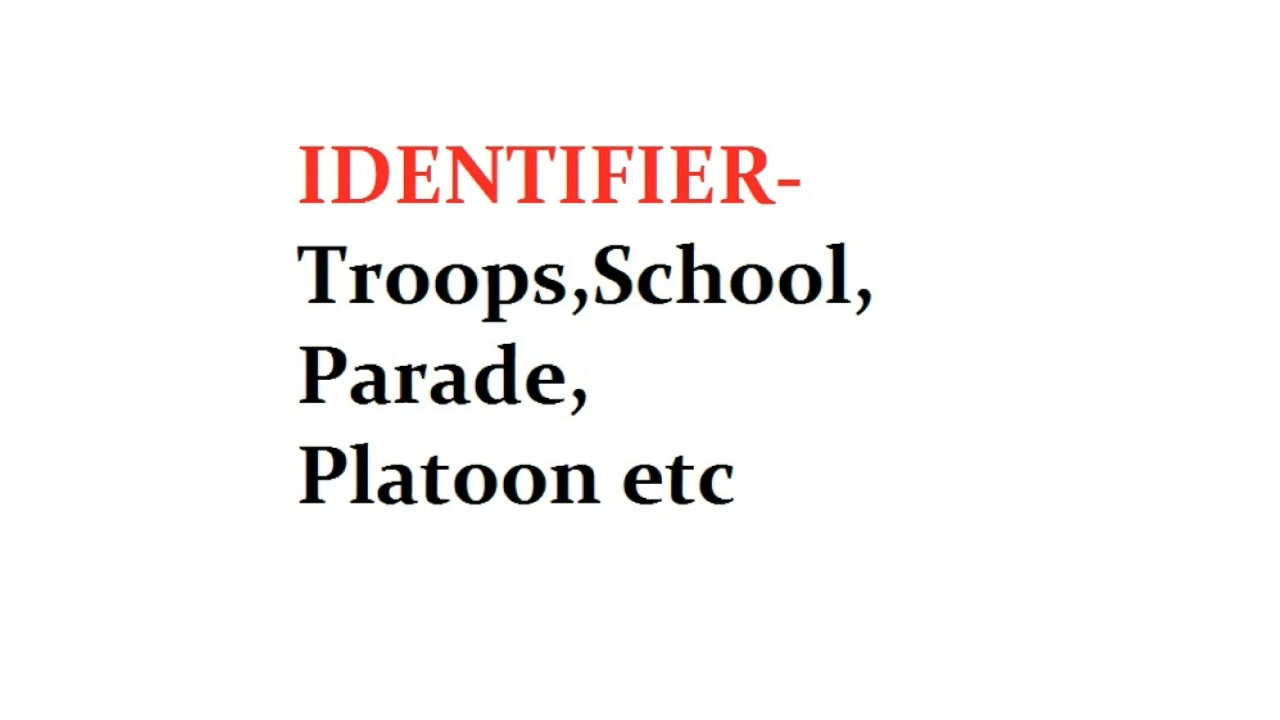 IDENTIFIER-
Troops,School,
Parade,
Platoon etc